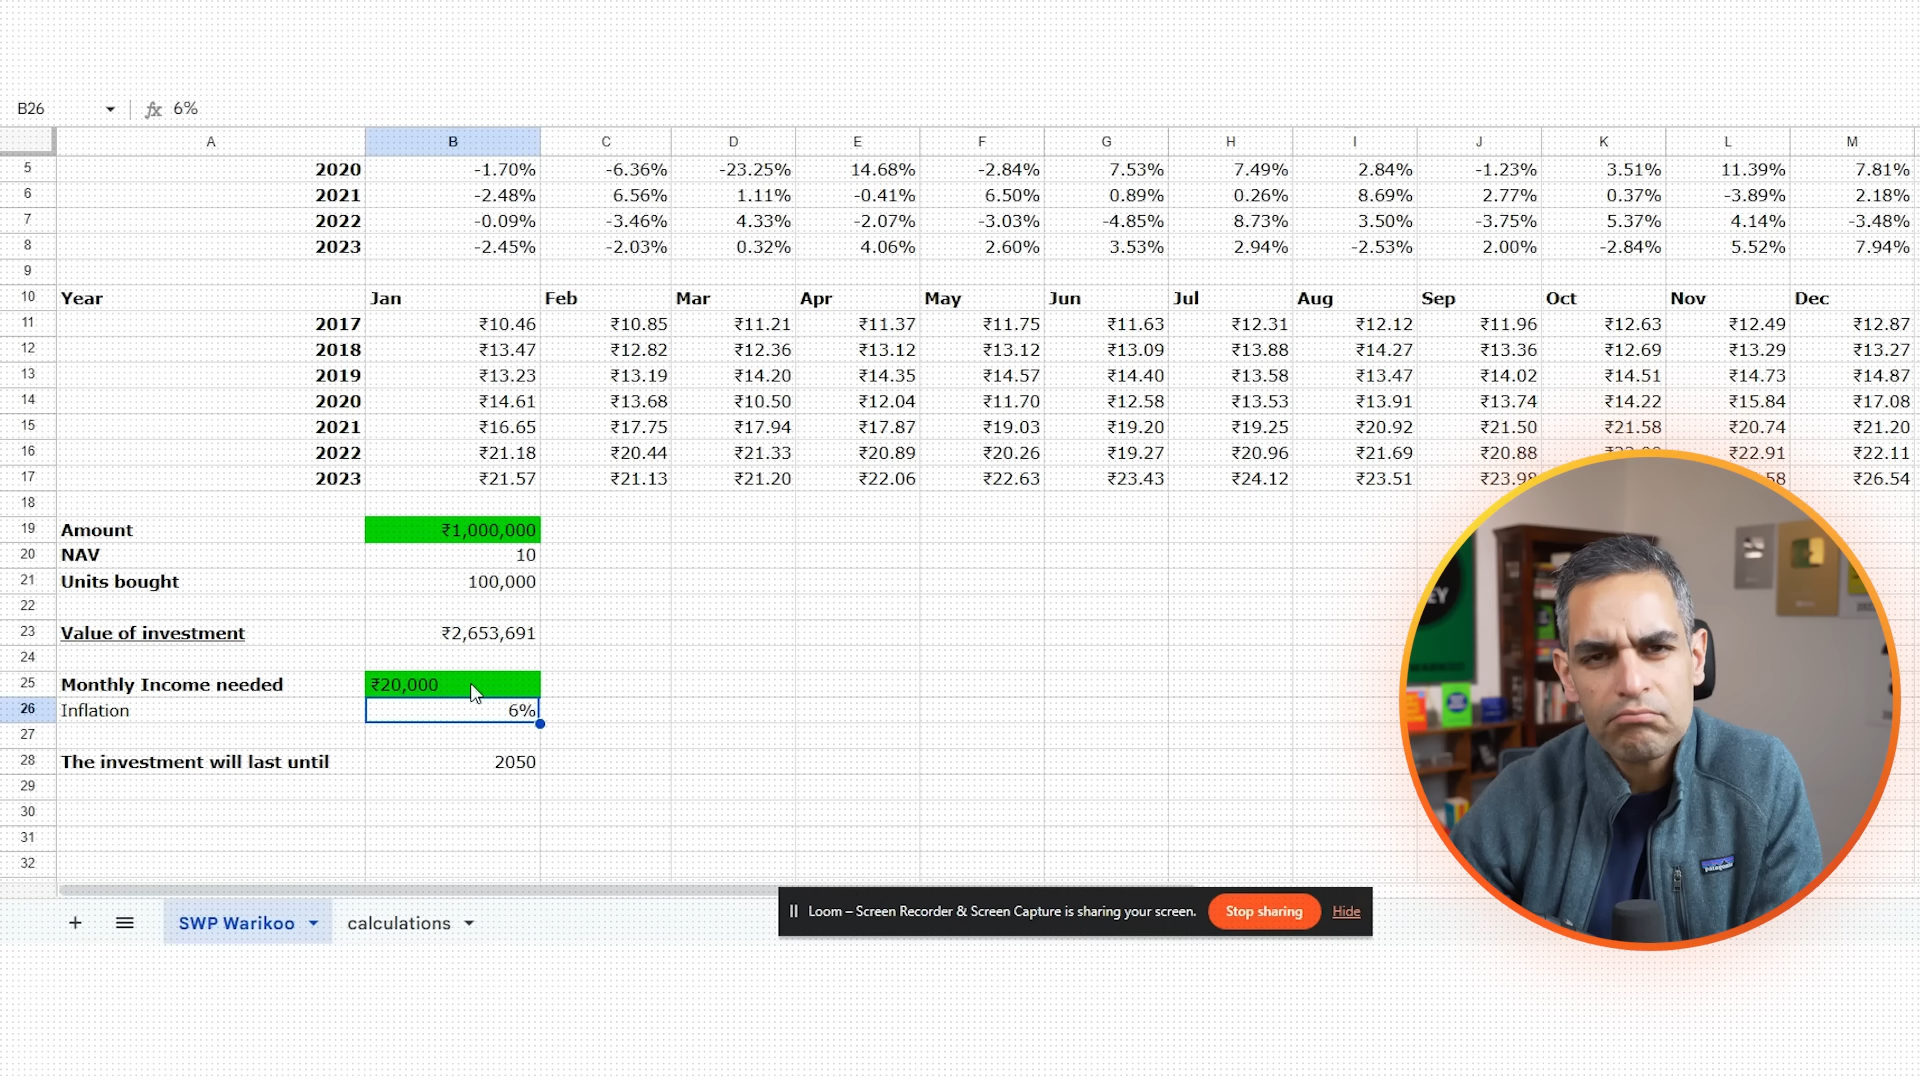 B26 fx 6%
A B C D E F G H I J K L M
5 2020 -1.70% -6.36% -23.25% 14.68% -2.84% 7.53% 7.49% 2.84% -1.23% 3.51% 11.39% 7.81%
6 2021 -2.48% 6.56% 1.11% -0.41% 6.50% 0.89% 0.26% 8.69% 2.77% 0.37% -3.89% 2.18%
7 2022 -0.09% -3.46% 4.33% -2.07% -3.03% -4.85% 8.73% 3.50% -3.75% 5.37% 4.14% -3.48%
8 2023 -2.45% -2.03% 0.32% 4.06% 2.60% 3.53% 2.94% -2.53% 2.00% -2.84% 5.52% 7.94%
9
10 Year Jan Feb Mar Apr May Jun Jul Aug Sep Oct Nov Dec
11 2017 ₹10.46 ₹10.85 ₹11.21 ₹11.37 ₹11.75 ₹11.63 ₹12.31 ₹12.12 ₹11.96 ₹12.63 ₹12.49 ₹12.87
12 2018 ₹13.47 ₹12.82 ₹12.36 ₹13.12 ₹13.12 ₹13.09 ₹13.88 ₹14.27 ₹13.36 ₹12.69 ₹13.29 ₹13.27
13 2019 ₹13.23 ₹13.19 ₹14.20 ₹14.35 ₹14.57 ₹14.40 ₹13.58 ₹13.47 ₹14.02 ₹14.51 ₹14.73 ₹14.87
14 2020 ₹14.61 ₹13.68 ₹10.50 ₹12.04 ₹11.70 ₹12.58 ₹13.53 ₹13.91 ₹13.74 ₹14.22 ₹15.84 ₹17.08
15 2021 ₹16.65 ₹17.75 ₹17.94 ₹17.87 ₹19.03 ₹19.20 ₹19.25 ₹20.92 ₹21.50 ₹21.58 ₹20.74 ₹21.20
16 2022 ₹21.18 ₹20.44 ₹21.33 ₹20.89 ₹20.26 ₹19.27 ₹20.96 ₹21.69 ₹20.88 ₹22.91 ₹22.11
17 2023 ₹21.57 ₹21.13 ₹21.20 ₹22.06 ₹22.63 ₹23.43 ₹24.12 ₹23.51 ₹23.98 58 ₹26.54
18
19 Amount ₹1,000,000
20 NAV 10
21 Units bought 100,000
22
23 Value of investment ₹2,653,691
24
25 Monthly Income needed ₹20,000
26 Inflation 6%
27
28 The investment will last until 2050
29
30
31
32
Loom – Screen Recorder & Screen Capture is sharing your screen. Stop sharing Hide
+ SWP Warikoo calculations
patagonia